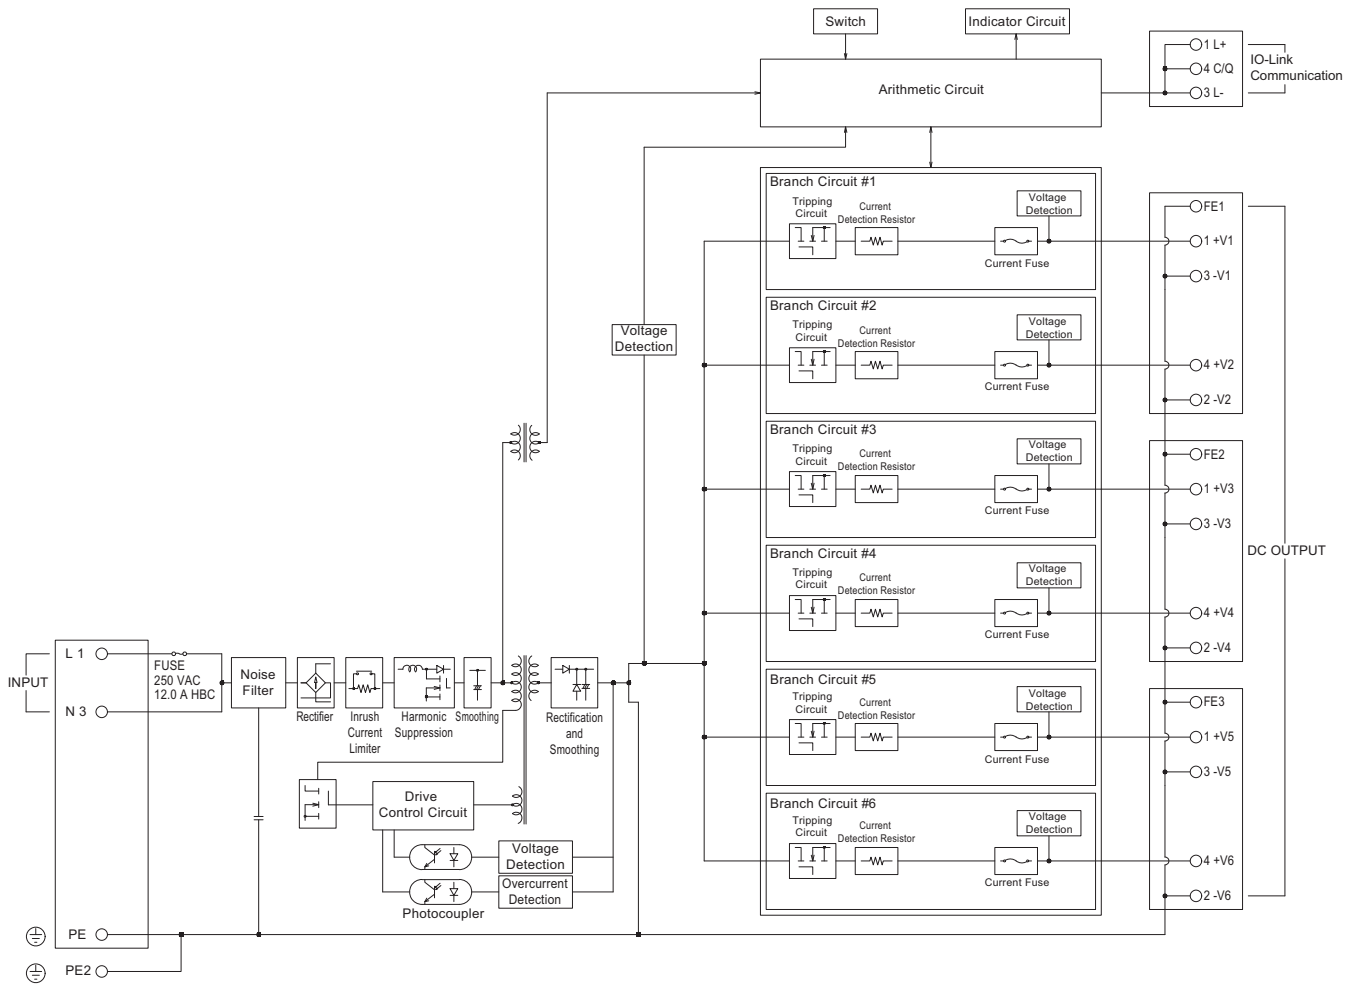 Switch
Indicator Circuit
1 L+
4 C/Q
3 L-
IO-Link
Communication
Arithmetic Circuit
Branch Circuit #1
Tripping
Circuit
Current
Detection Resistor
Voltage
Detection
Current Fuse
FE1
1 +V1
3 -V1
Branch Circuit #2
Tripping
Circuit
Current
Detection Resistor
Voltage
Detection
Current Fuse
4 +V2
2 -V2
Voltage
Detection
Branch Circuit #3
Tripping
Circuit
Current
Detection Resistor
Voltage
Detection
Current Fuse
FE2
1 +V3
3 -V3
DC OUTPUT
Branch Circuit #4
Tripping
Circuit
Current
Detection Resistor
Voltage
Detection
Current Fuse
4 +V4
2 -V4
Branch Circuit #5
Tripping
Circuit
Current
Detection Resistor
Voltage
Detection
Current Fuse
FE3
1 +V5
3 -V5
Branch Circuit #6
Tripping
Circuit
Current
Detection Resistor
Voltage
Detection
Current Fuse
4 +V6
2 -V6
INPUT
L 1
N 3
FUSE
250 VAC
12.0 A HBC
Noise
Filter
Rectifier
Inrush
Current
Limiter
Harmonic
Suppression
Smoothing
Rectification
and
Smoothing
Drive
Control Circuit
Voltage
Detection
Overcurrent
Detection
Photocoupler
PE
PE2